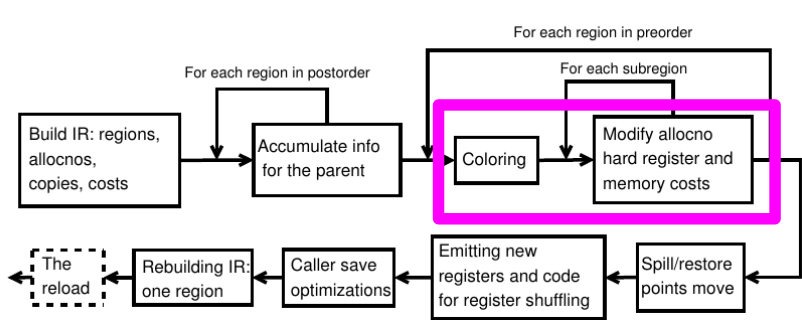 For each region in preorder
For each region in postorder
For each subregion
Build IR: regions,
allocnos,
copies, costs
Accumulate info
for the parent
Coloring
Modify allocno
hard register and
memory costs
The
reload
Rebuilding IR:
one region
Caller save
optimizations
Emitting new
registers and code
for register shuffling
Spill/restore
points move